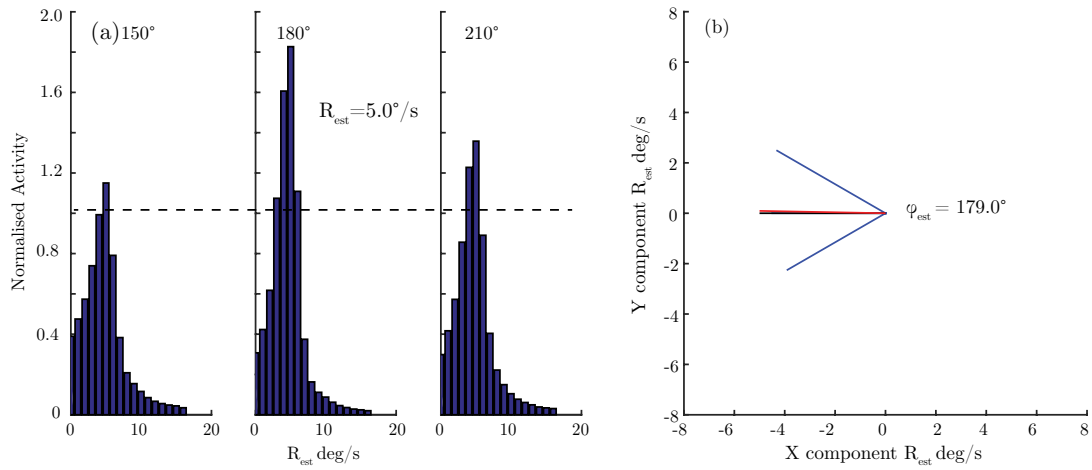 (a)
150°
180°
210°
R_est=5.0°/s
Normalised Activity
2.0
1.6
1.2
0.8
0.4
0
0 10 20
0 10 20
0 10 20
R_est deg/s
(b)
φ_est = 179.0°
Y component R_est deg/s
8
6
4
2
0
-2
-4
-6
-8
-8 -6 -4 -2 0 2 4 6 8
X component R_est deg/s